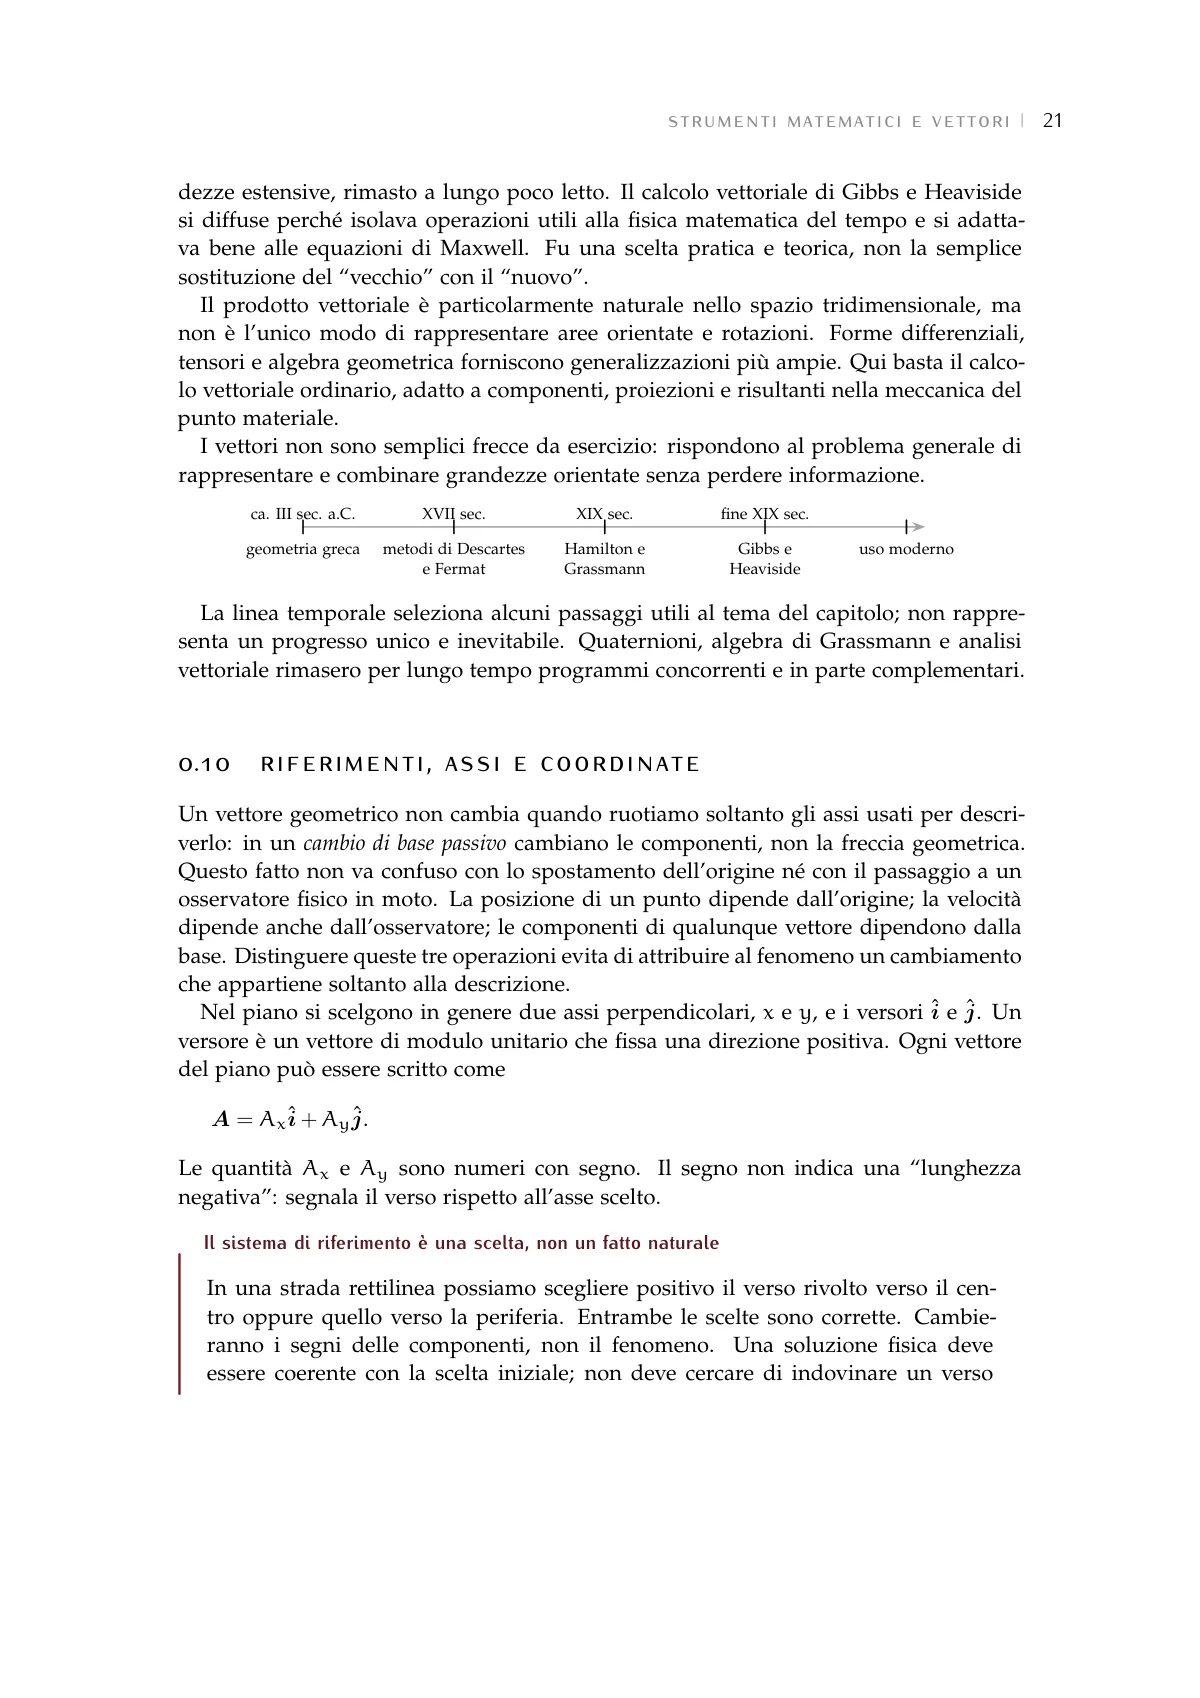 STRUMENTI MATEMATICI E VETTORI | 21
dezze estensive, rimasto a lungo poco letto. Il calcolo vettoriale di Gibbs e Heaviside
si diffuse perché isolava operazioni utili alla fisica matematica del tempo e si adatta-
va bene alle equazioni di Maxwell. Fu una scelta pratica e teorica, non la semplice
sostituzione del “vecchio” con il “nuovo”.
Il prodotto vettoriale è particolarmente naturale nello spazio tridimensionale, ma
non è l’unico modo di rappresentare aree orientate e rotazioni. Forme differenziali,
tensori e algebra geometrica forniscono generalizzazioni più ampie. Qui basta il calco-
lo vettoriale ordinario, adatto a componenti, proiezioni e risultanti nella meccanica del
punto materiale.
I vettori non sono semplici frecce da esercizio: rispondono al problema generale di
rappresentare e combinare grandezze orientate senza perdere informazione.
ca. III sec. a.C. XVII sec. XIX sec. fine XIX sec.
geometria greca metodi di Descartes Hamilton e Gibbs e uso moderno
e Fermat Grassmann Heaviside
La linea temporale seleziona alcuni passaggi utili al tema del capitolo; non rappre-
senta un progresso unico e inevitabile. Quaternioni, algebra di Grassmann e analisi
vettoriale rimasero per lungo tempo programmi concorrenti e in parte complementari.
0.10 RIFERIMENTI, ASSI E COORDINATE
Un vettore geometrico non cambia quando ruotiamo soltanto gli assi usati per descri-
verlo: in un cambio di base passivo cambiano le componenti, non la freccia geometrica.
Questo fatto non va confuso con lo spostamento dell’origine né con il passaggio a un
osservatore fisico in moto. La posizione di un punto dipende dall’origine; la velocità
dipende anche dall’osservatore; le componenti di qualunque vettore dipendono dalla
base. Distinguere queste tre operazioni evita di attribuire al fenomeno un cambiamento
che appartiene soltanto alla descrizione.
Nel piano si scelgono in genere due assi perpendicolari, x e y, e i versori î e ĵ. Un
versore è un vettore di modulo unitario che fissa una direzione positiva. Ogni vettore
del piano può essere scritto come
A = Aₓî + A_yĵ.
Le quantità Aₓ e A_y sono numeri con segno. Il segno non indica una “lunghezza
negativa”: segnala il verso rispetto all’asse scelto.
Il sistema di riferimento è una scelta, non un fatto naturale
In una strada rettilinea possiamo scegliere positivo il verso rivolto verso il cen-
tro oppure quello verso la periferia. Entrambe le scelte sono corrette. Cambie-
ranno i segni delle componenti, non il fenomeno. Una soluzione fisica deve
essere coerente con la scelta iniziale; non deve cercare di indovinare un verso